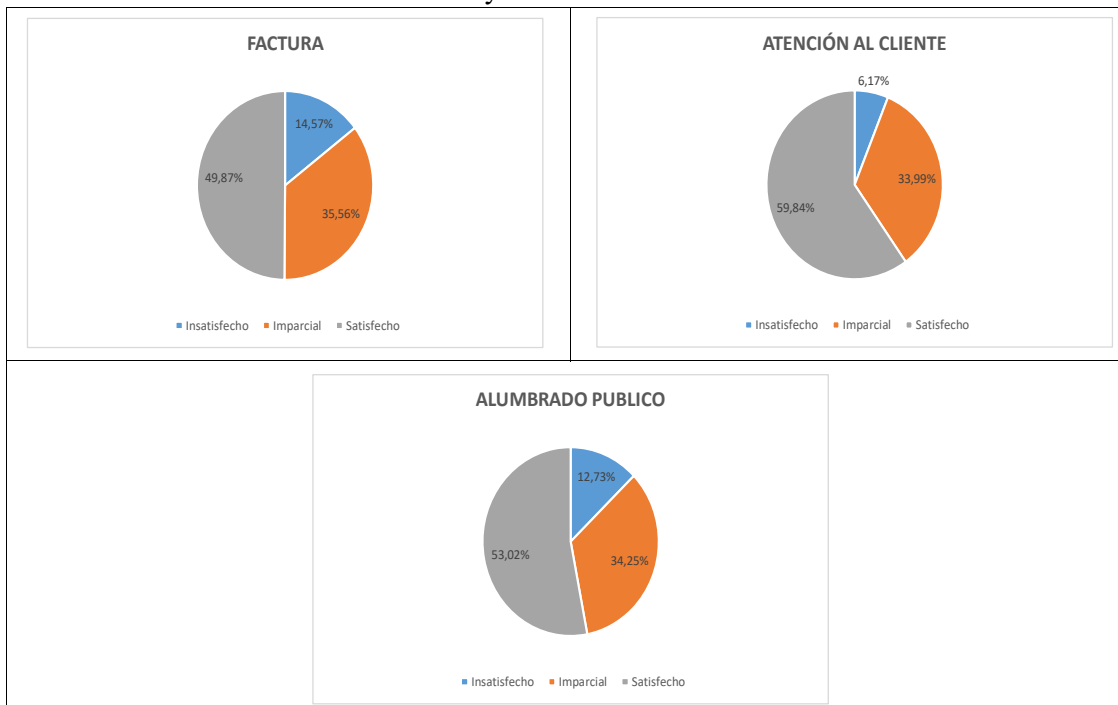 y
FACTURA
14,57%
49,87%
35,56%
Insatisfecho Imparcial Satisfecho
ATENCIÓN AL CLIENTE
6,17%
33,99%
59,84%
Insatisfecho Imparcial Satisfecho
ALUMBRADO PUBLICO
12,73%
53,02%
34,25%
Insatisfecho Imparcial Satisfecho